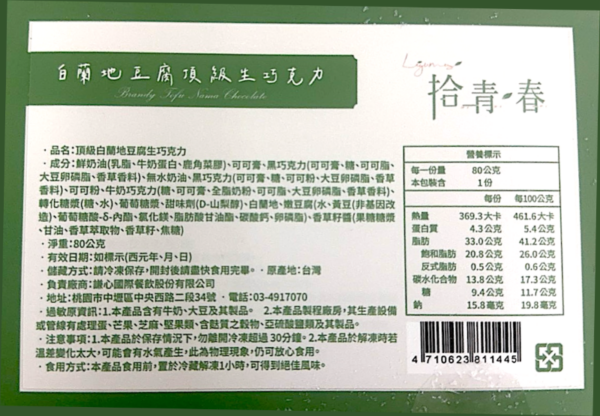 白蘭地豆腐頂級生巧克力
Brandy Tofu Nama Chocolate
Legume
拾青春
·品名:頂級白蘭地豆腐生巧克力
·成分:鮮奶油(乳脂、牛奶蛋白、鹿角菜膠)、可可膏、黑巧克力(可可膏、糖、可可脂、
大豆卵磷脂、香草香料)、無水奶油、黑巧克力(可可膏、糖、可可粉、大豆卵磷脂、香草
香料)、可可粉、牛奶巧克力(糖、可可膏、全脂奶粉、可可脂、大豆卵磷脂、香草香料)、
轉化糖漿(糖、水)、葡萄糖漿、甜味劑(D-山梨醇)、白蘭地、嫩豆腐(水、黃豆(非基因改
造)、葡萄糖酸-δ-內酯、氯化鎂、脂肪酸甘油酯、碳酸鈣、卵磷脂)、香草籽醬(果糖糖漿
、甘油、香草萃取物、香草籽、焦糖)
·淨重:80公克
·有效日期:如標示(西元年、月、日)
·儲藏方式:請冷凍保存,開封後請盡快食用完畢。·原產地:台灣
·負責廠商:謙心國際餐飲股份有限公司
·地址:桃園市中壢區中央西路二段34號 ·電話:03-4917070
·過敏原資訊:1.本產品含有牛奶、大豆及其製品。 2.本產品製程廠房,其生產設備
或管線有處理蛋、芒果、芝麻、堅果類、含麩質之穀物、亞硫酸鹽類及其製品。
·注意事項:1.本產品於保存情況下,勿離開冷凍超過30分鐘。2.本產品於解凍時若
溫差變化太大,可能會有水氣產生,此為物理現象,仍可放心食用。
·食用方式:本產品食用前,置於冷藏解凍1小時,可得到絕佳風味。
營養標示
每一份量 80公克
本包裝含 1份
每份 每100公克
熱量 369.3大卡 461.6大卡
蛋白質 4.3公克 5.4公克
脂肪 33.0公克 41.2公克
飽和脂肪 20.8公克 26.0公克
反式脂肪 0.5公克 0.6公克
碳水化合物 13.8公克 17.3公克
糖 9.4公克 11.7公克
鈉 15.8毫克 19.8毫克
4 710623 811445